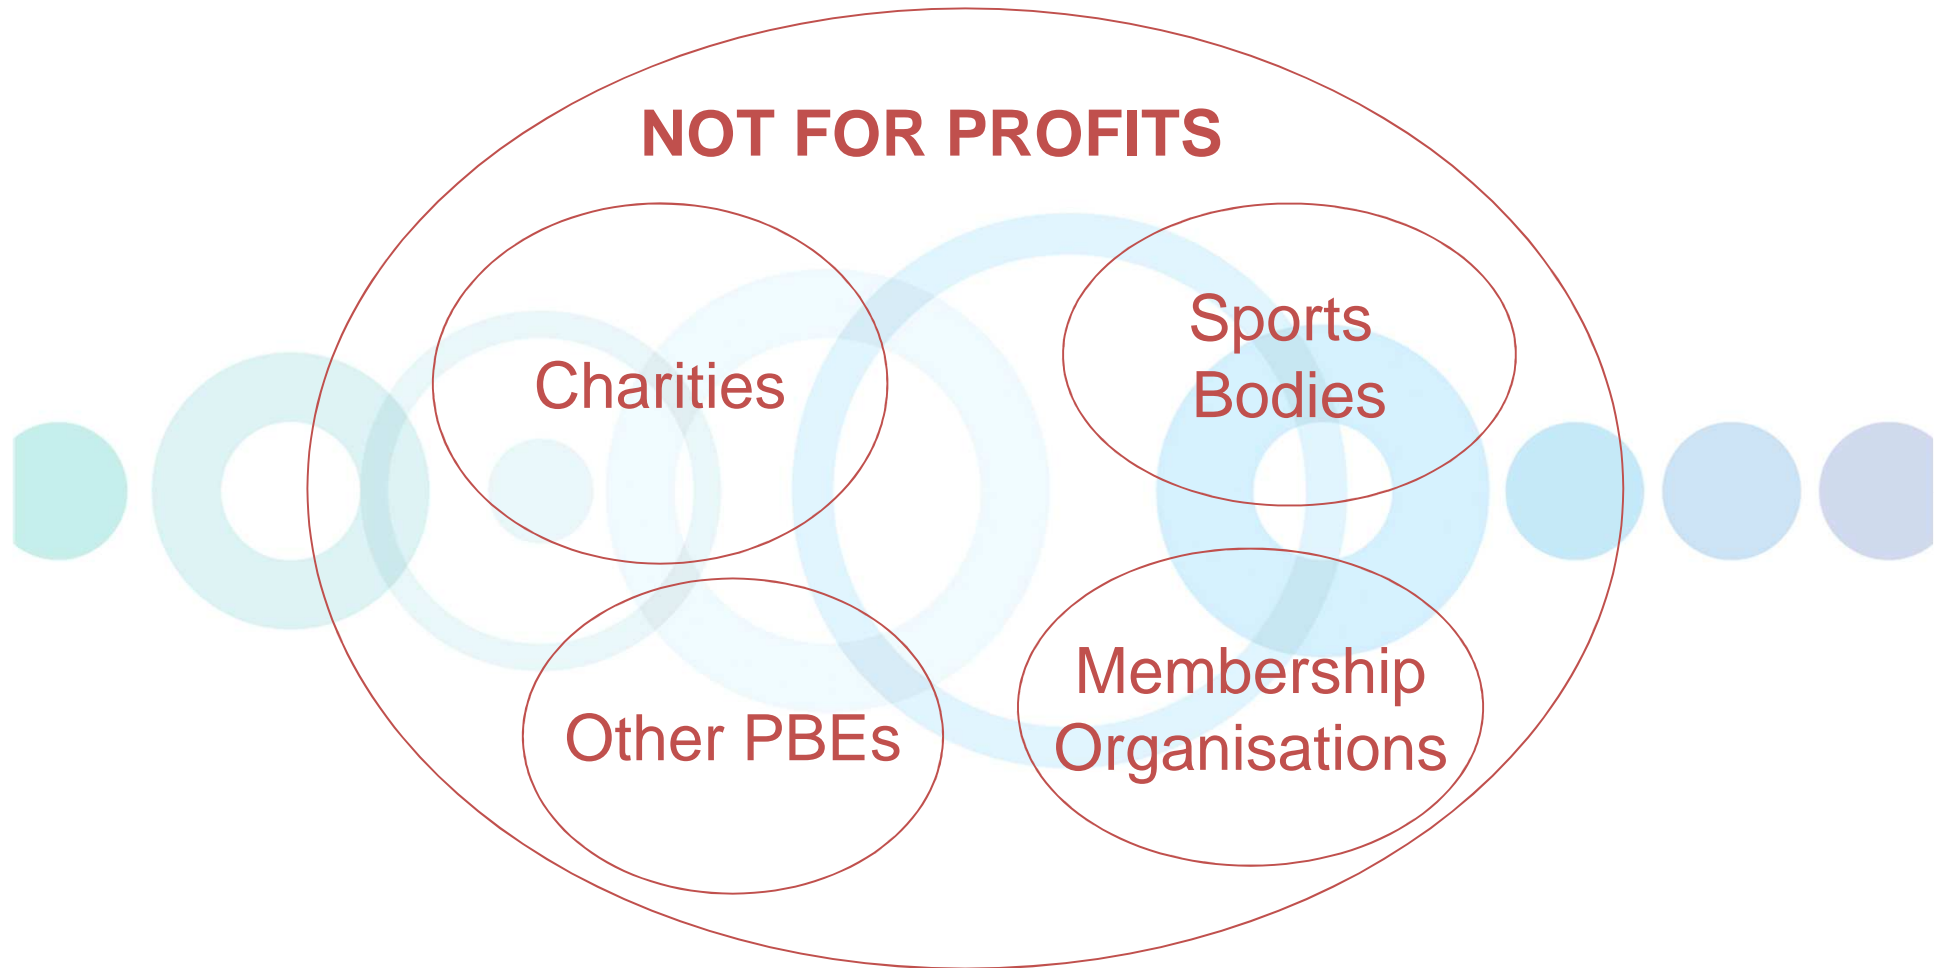 NOT FOR PROFITS
Charities
Sports
Bodies
Other PBEs
Membership
Organisations